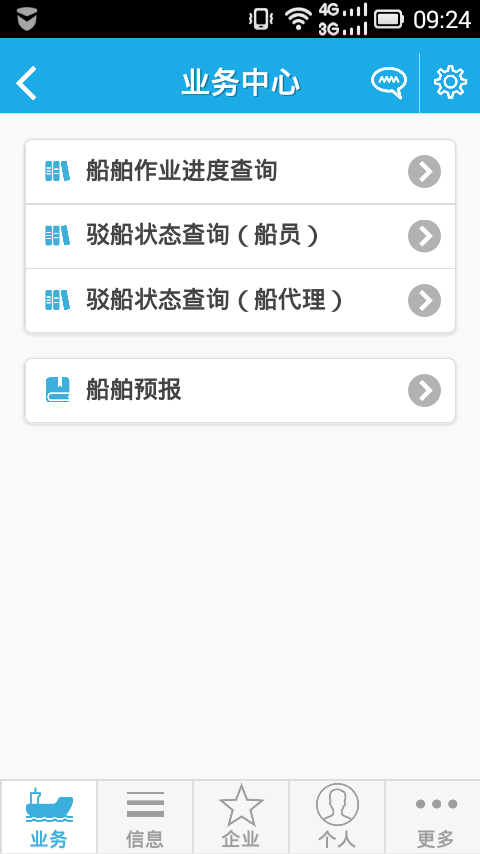 4G
3G
09:24
业务中心
船舶作业进度查询
驳船状态查询（船员）
驳船状态查询（船代理）
船舶预报
业务
信息
企业
个人
更多